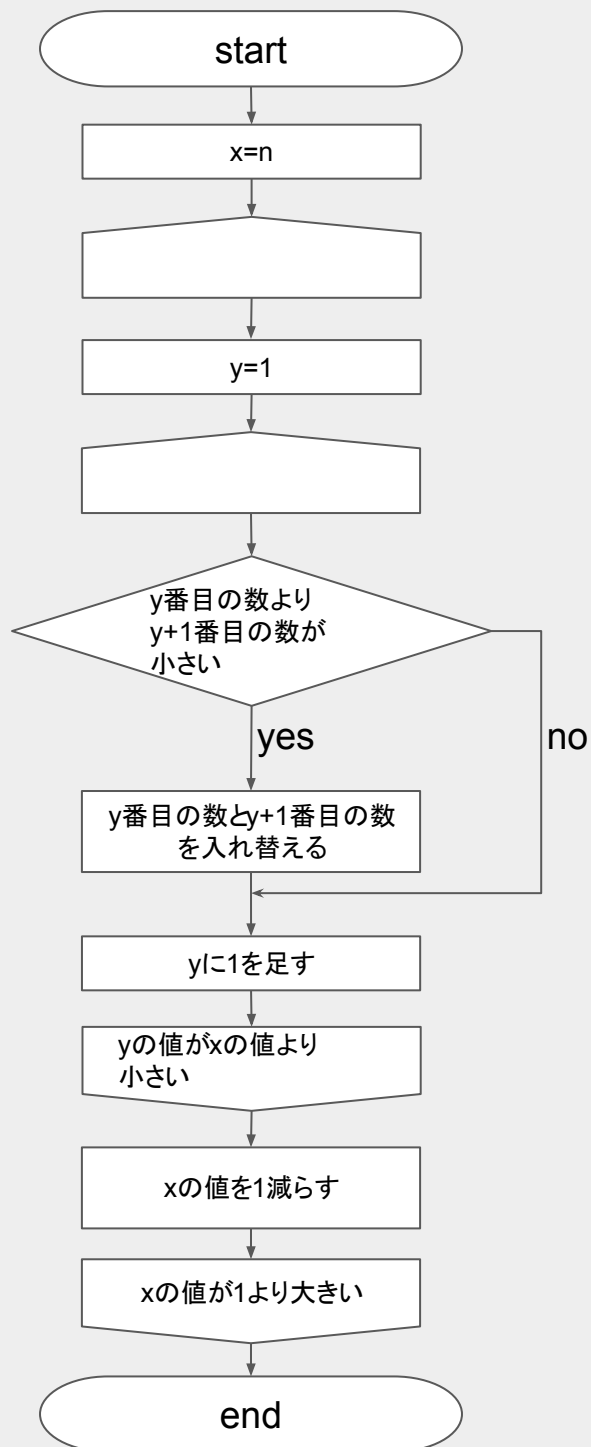 start
x=n
y=1
y番目の数より
y+1番目の数が
小さい
yes
no
y番目の数とy+1番目の数
を入れ替える
yに1を足す
yの値がxの値より
小さい
xの値を1減らす
xの値が1より大きい
end